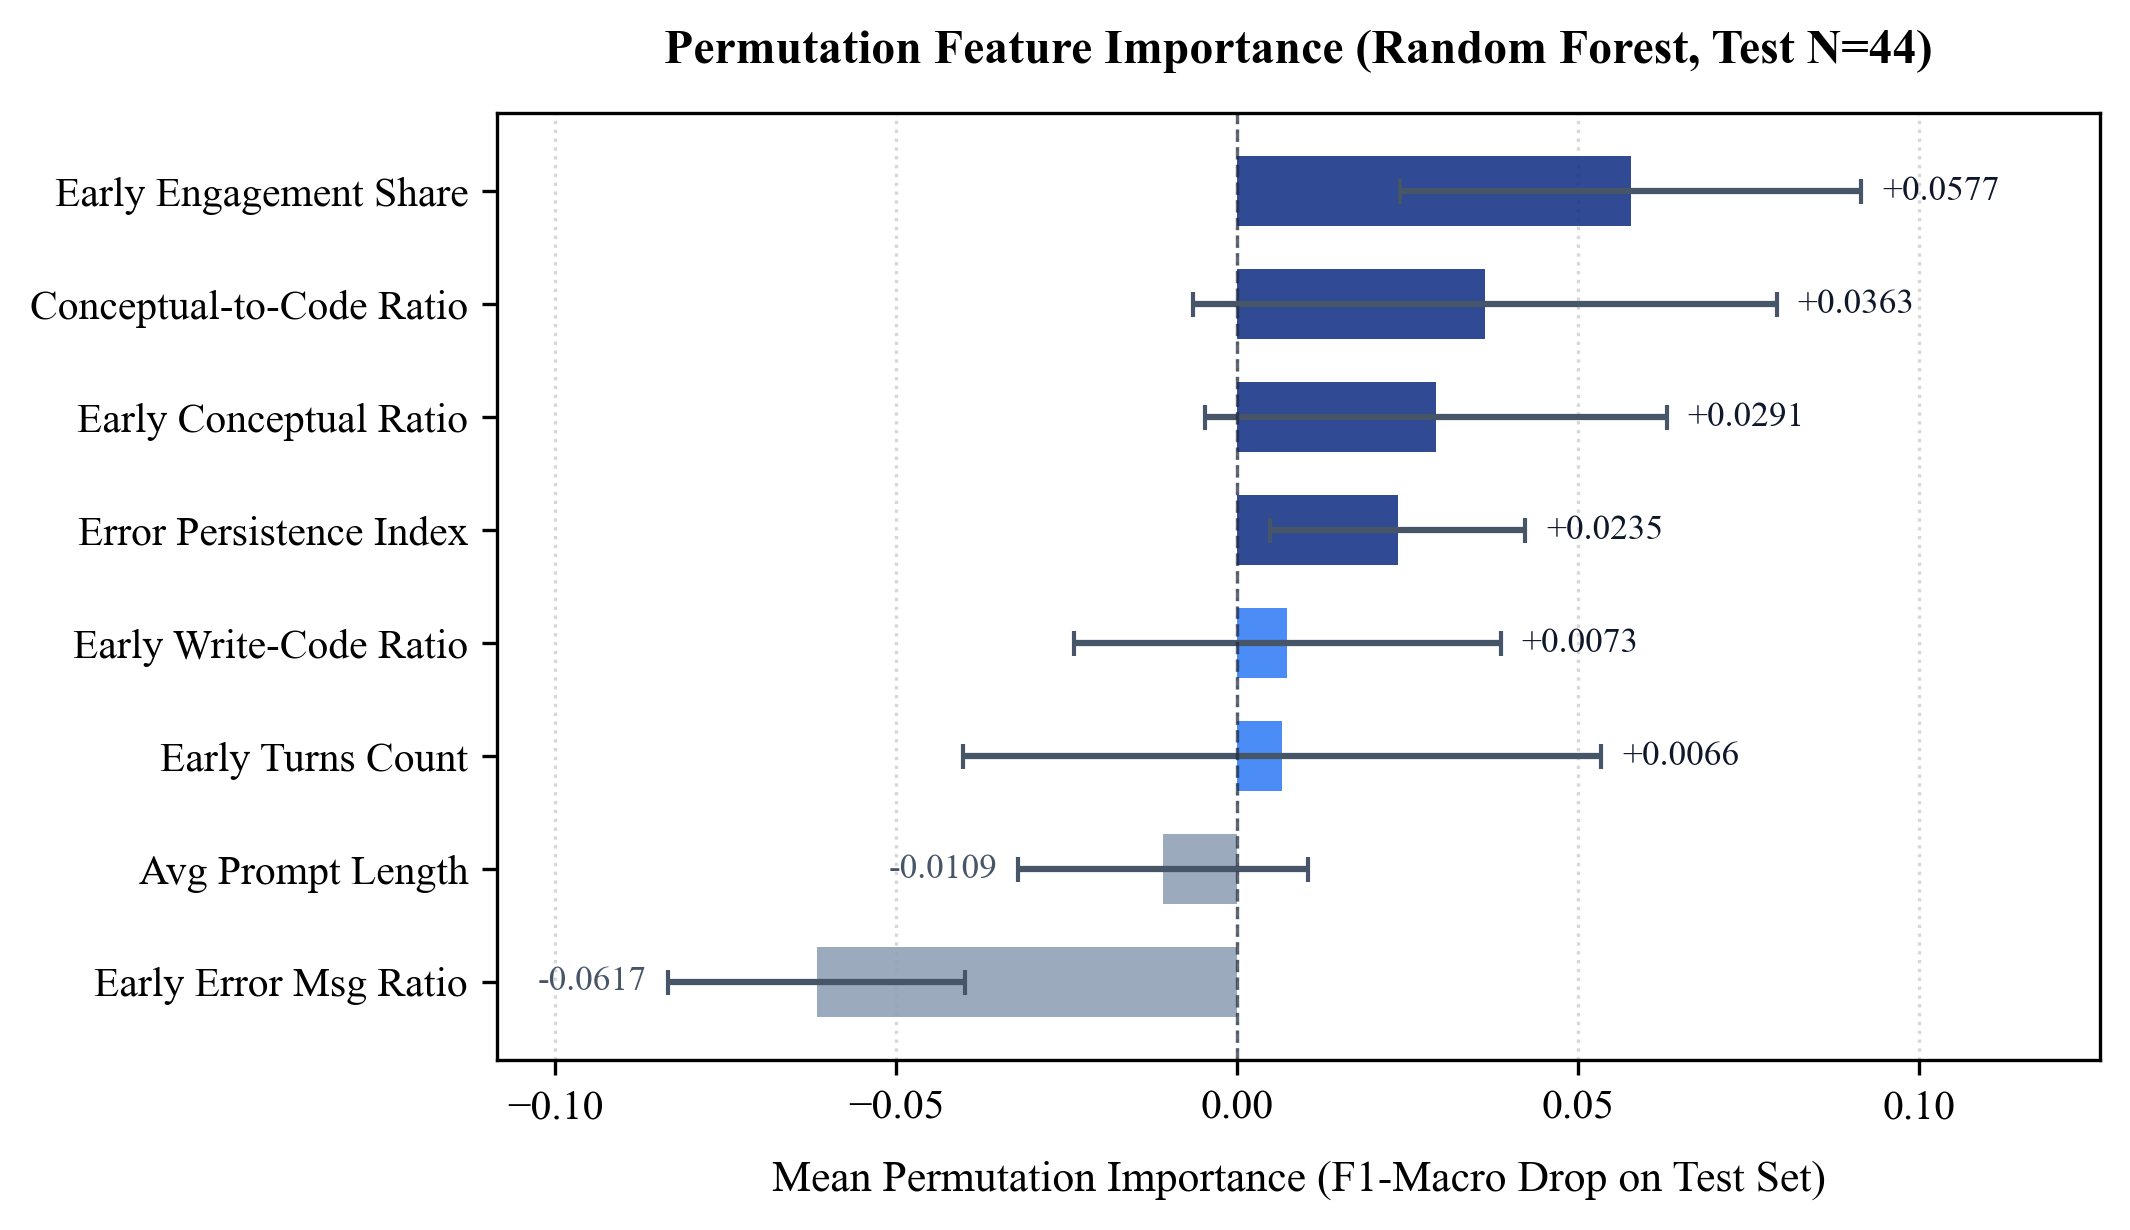 Permutation Feature Importance (Random Forest, Test N=44)
Early Engagement Share
+0.0577
Conceptual-to-Code Ratio
+0.0363
Early Conceptual Ratio
+0.0291
Error Persistence Index
+0.0235
Early Write-Code Ratio
+0.0073
Early Turns Count
+0.0066
Avg Prompt Length
-0.0109
Early Error Msg Ratio
-0.0617
−0.10 −0.05 0.00 0.05 0.10
Mean Permutation Importance (F1-Macro Drop on Test Set)